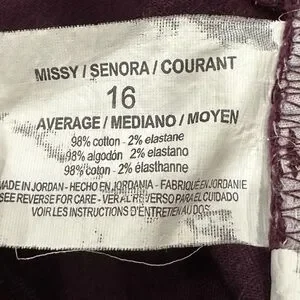 MISSY / SENORA / COURANT
16
AVERAGE / MEDIANO / MOYEN
98% cotton - 2% elastane
98% algodón 2% elastano
98% coton - 2% élasthanne
MADE IN JORDAN - HECHO EN JORDANIA - FABRIQUÉ EN JORDANIE
SEE REVERSE FOR CARE - VER AL REVERSO PARA EL CUIDADO
VOIR LES INSTRUCTIONS D'ENTRETIEN AU DOS